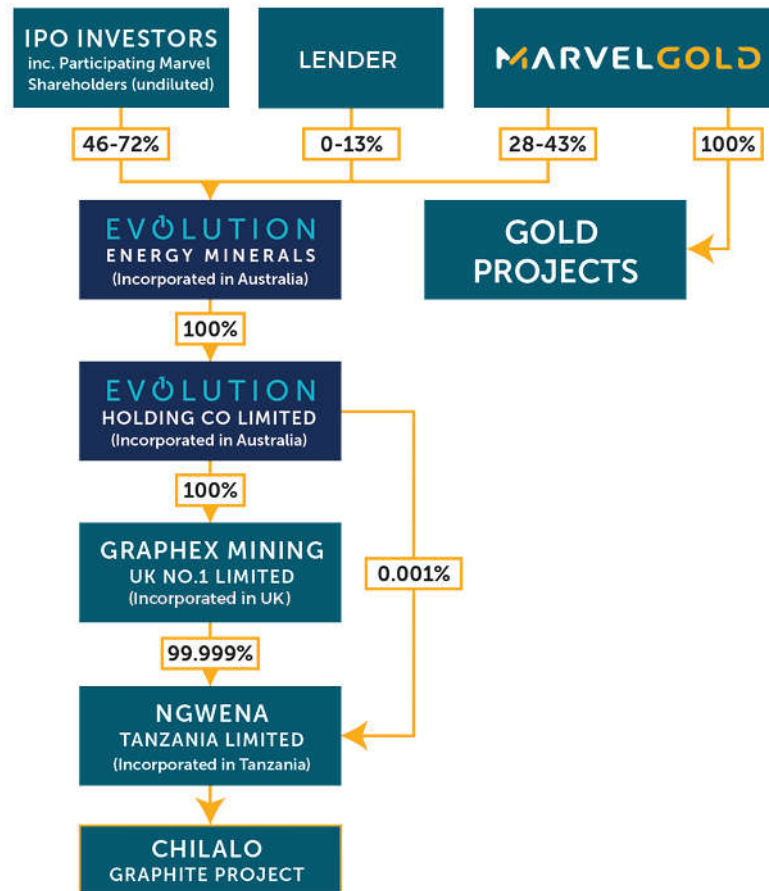 IPO INVESTORS
inc. Participating Marvel
Shareholders (undiluted)
LENDER
MARVELGOLD
46-72%
0-13%
28-43%
100%
EVOLUTION
ENERGY MINERALS
(Incorporated in Australia)
GOLD
PROJECTS
100%
EVOLUTION
HOLDING CO LIMITED
(Incorporated in Australia)
100%
GRAPHEX MINING
UK NO.1 LIMITED
(Incorporated in UK)
0.001%
99.999%
NGWENA
TANZANIA LIMITED
(Incorporated in Tanzania)
CHILALO
GRAPHITE PROJECT